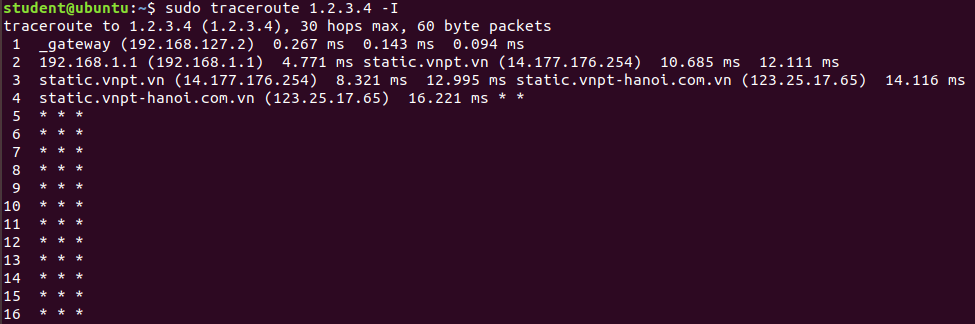 student@ubuntu:~$ sudo traceroute 1.2.3.4 -I
traceroute to 1.2.3.4 (1.2.3.4), 30 hops max, 60 byte packets
1 _gateway (192.168.127.2) 0.267 ms 0.143 ms 0.094 ms
2 192.168.1.1 (192.168.1.1) 4.771 ms static.vnpt.vn (14.177.176.254) 10.685 ms 12.111 ms
3 static.vnpt.vn (14.177.176.254) 8.321 ms 12.995 ms static.vnpt-hanoi.com.vn (123.25.17.65) 14.116 ms
4 static.vnpt-hanoi.com.vn (123.25.17.65) 16.221 ms * *
5 * * *
6 * * *
7 * * *
8 * * *
9 * * *
10 * * *
11 * * *
12 * * *
13 * * *
14 * * *
15 * * *
16 * * *